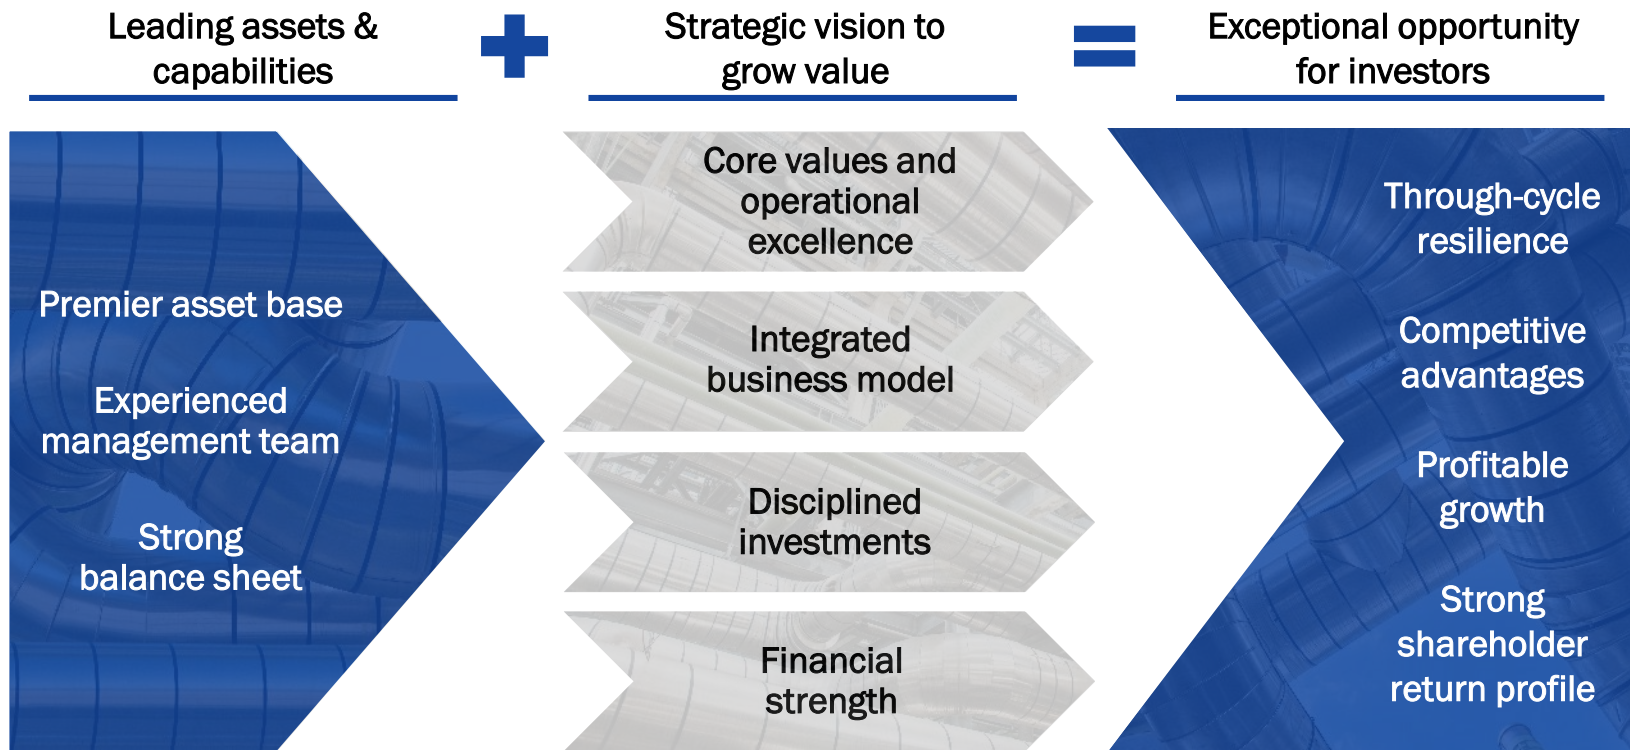 Leading assets &
capabilities
Strategic vision to
grow value
Exceptional opportunity
for investors
Premier asset base
Experienced
management team
Strong
balance sheet
Core values and
operational
excellence
Integrated
business model
Disciplined
investments
Financial
strength
Through-cycle
resilience
Competitive
advantages
Profitable
growth
Strong
shareholder
return profile